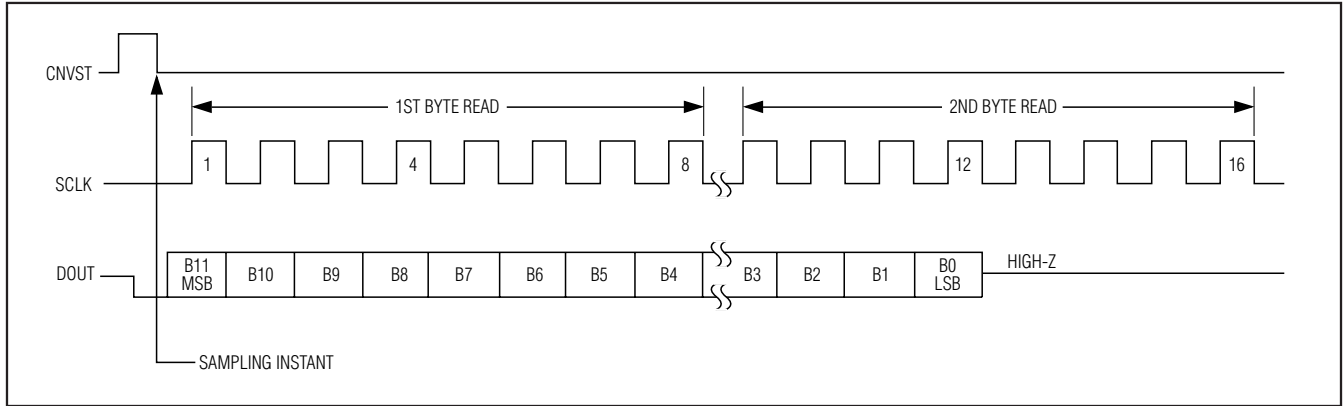 CNVST
1ST BYTE READ
2ND BYTE READ
SCLK
1
4
8
12
16
DOUT
B11
MSB
B10
B9
B8
B7
B6
B5
B4
B3
B2
B1
B0
LSB
HIGH-Z
SAMPLING INSTANT